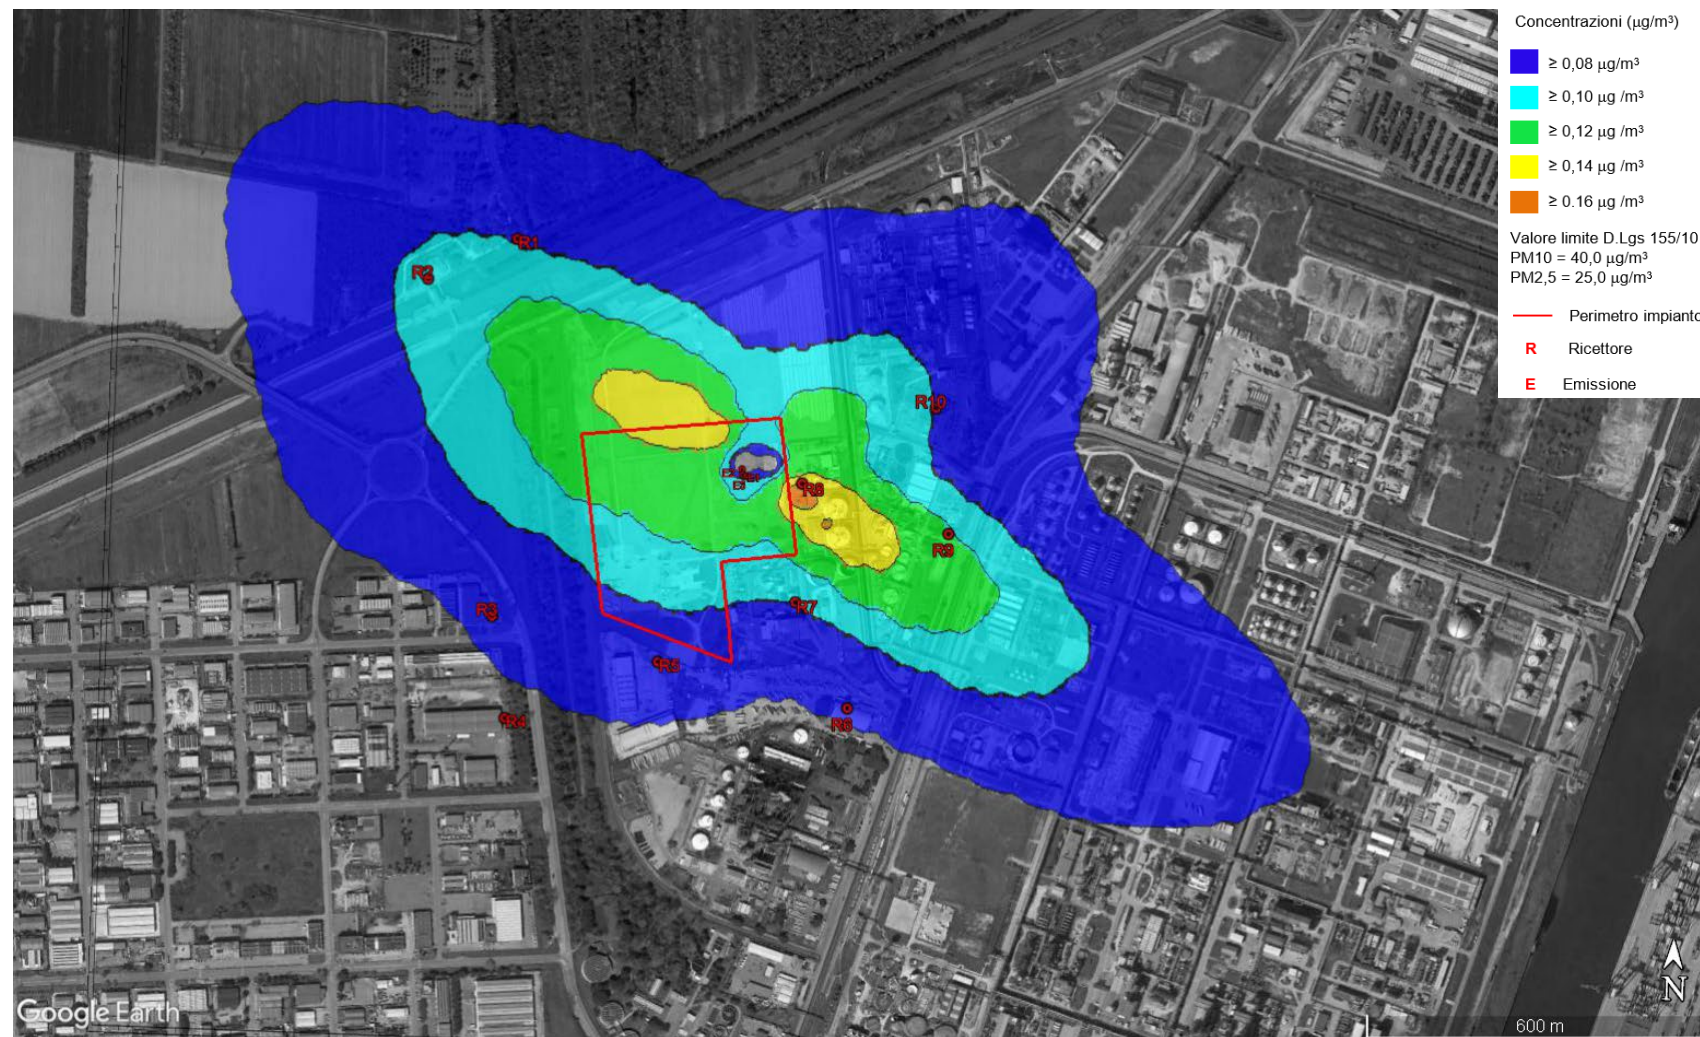 Concentrazioni (µg/m³)
≥ 0,08 µg/m³
≥ 0,10 µg /m³
≥ 0,12 µg /m³
≥ 0,14 µg /m³
≥ 0.16 µg /m³
Valore limite D.Lgs 155/10
PM10 = 40,0 µg/m³
PM2,5 = 25,0 µg/m³
Perimetro impianto
R Ricettore
E Emissione
R1
R2
R10
R8
R9
R3
R7
R5
R4
R6
N
Google Earth
600 m